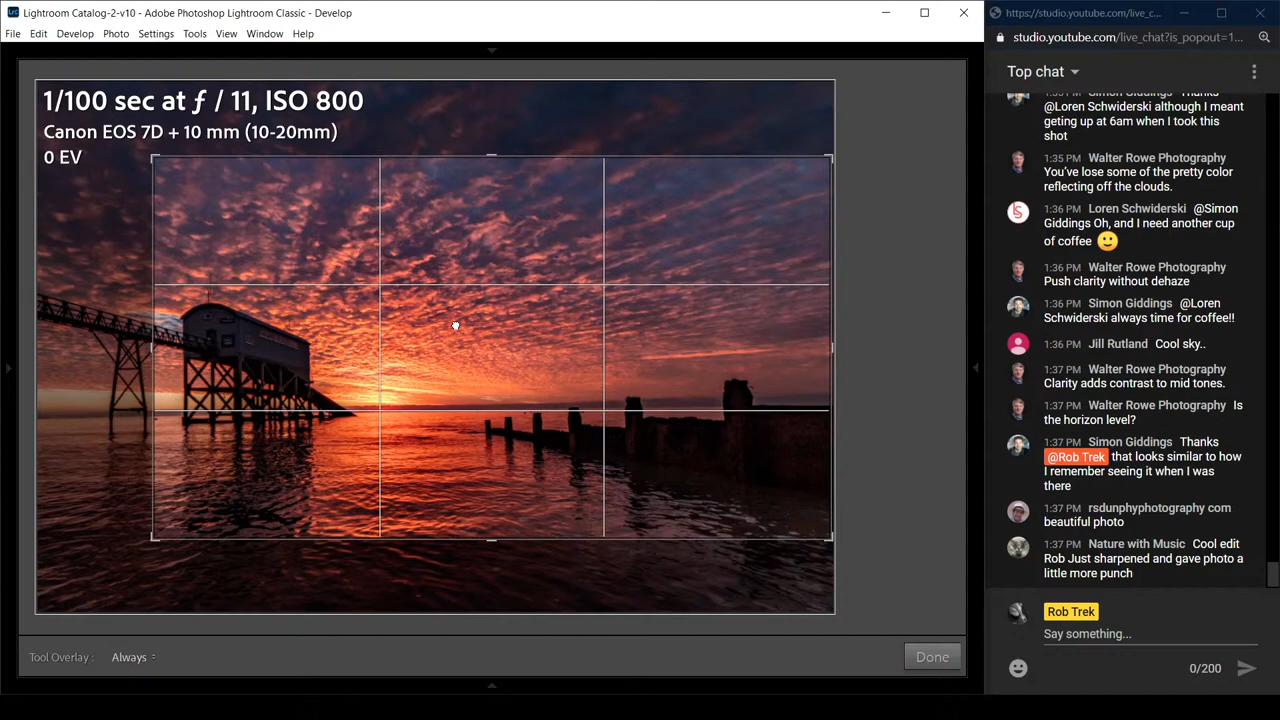 Lightroom Catalog-2-v10 - Adobe Photoshop Lightroom Classic - Develop
File Edit Develop Photo Settings Tools View Window Help
1/100 sec at ƒ / 11, ISO 800
Canon EOS 7D + 10 mm (10-20mm)
0 EV
Tool Overlay : Always
Done
https://studio.youtube.com/live_c...
studio.youtube.com/live_chat?is_popout=1...
Top chat
@Loren Schwiderski although I meant
geting up at 6am when I took this
shot
1:35 PM Walter Rowe Photography
You've lose some of the pretty color
reflecting off the clouds.
1:36 PM Loren Schwiderski @Simon
Giddings Oh, and I need another cup
of coffee 🙂
1:36 PM Walter Rowe Photography
Push clarity without dehaze
1:36 PM Simon Giddings @Loren
Schwiderski always time for coffee!!
1:36 PM Jill Rutland Cool sky..
1:37 PM Walter Rowe Photography
Clarity adds contrast to mid tones.
1:37 PM Walter Rowe Photography Is
the horizon level?
1:37 PM Simon Giddings Thanks
@Rob Trek that looks similar to how
I remember seeing it when I was
there
1:37 PM rsdunphyphotography com
beautiful photo
1:37 PM Nature with Music Cool edit
Rob Just sharpened and gave photo a
little more punch
Rob Trek
Say something...
0/200